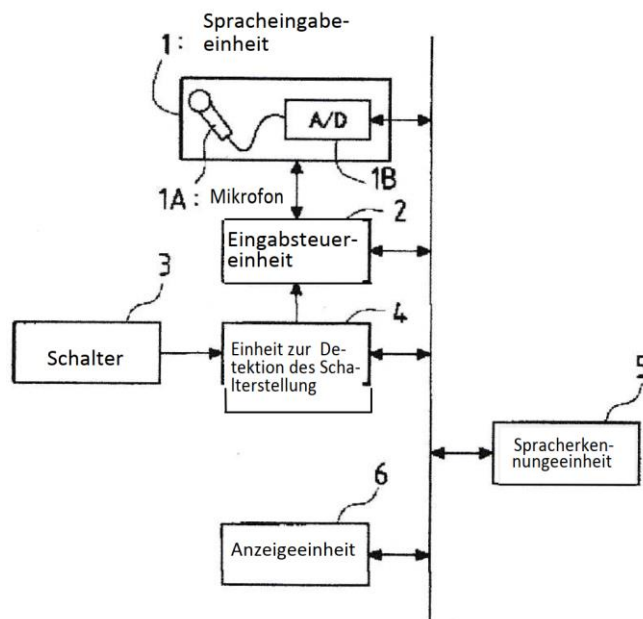 Spracheingabe-
1: einheit
A/D
1B
1A: Mikrofon
2
Eingabsteuer-
einheit
3
Schalter
4
Einheit zur De-
tektion des Scha-
lterstellung
5
Spracherken-
nungeeinheit
6
Anzeigeeinheit